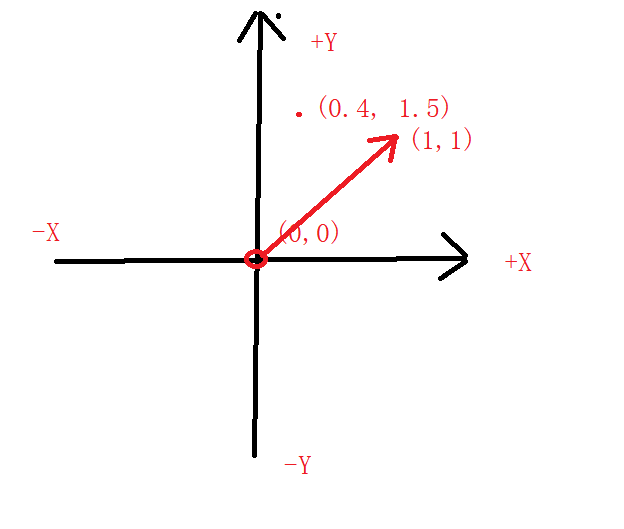 +Y
(0.4, 1.5)
(1,1)
-X
(0,0)
+X
-Y